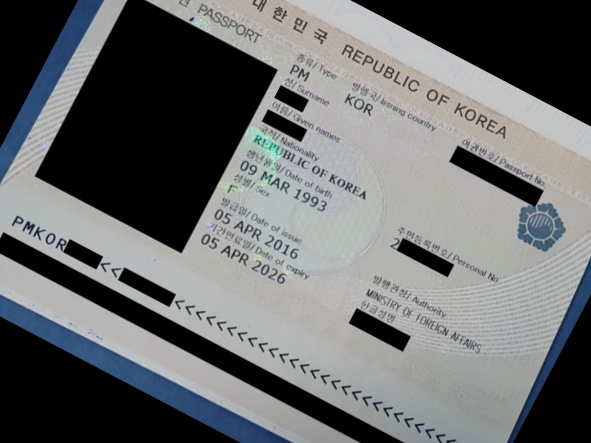 대한민국 REPUBLIC OF KOREA
PASSPORT
종류/Type 발행국/Issuing country
PM KOR
여권번호/Passport No.
성/Surname
이름/Given names
국적/Nationality
REPUBLIC OF KOREA
생년월일/Date of birth
09 MAR 1993
성별/Sex
F
주민등록번호/Personal No.
2
발급일/Date of issue
05 APR 2016
발행관청/Authority
MINISTRY OF FOREIGN AFFAIRS
기간만료일/Date of expiry
05 APR 2026
한글성명
PMKOR<<<<<<<<<<<<<<<<<<<<<<<<<<<<